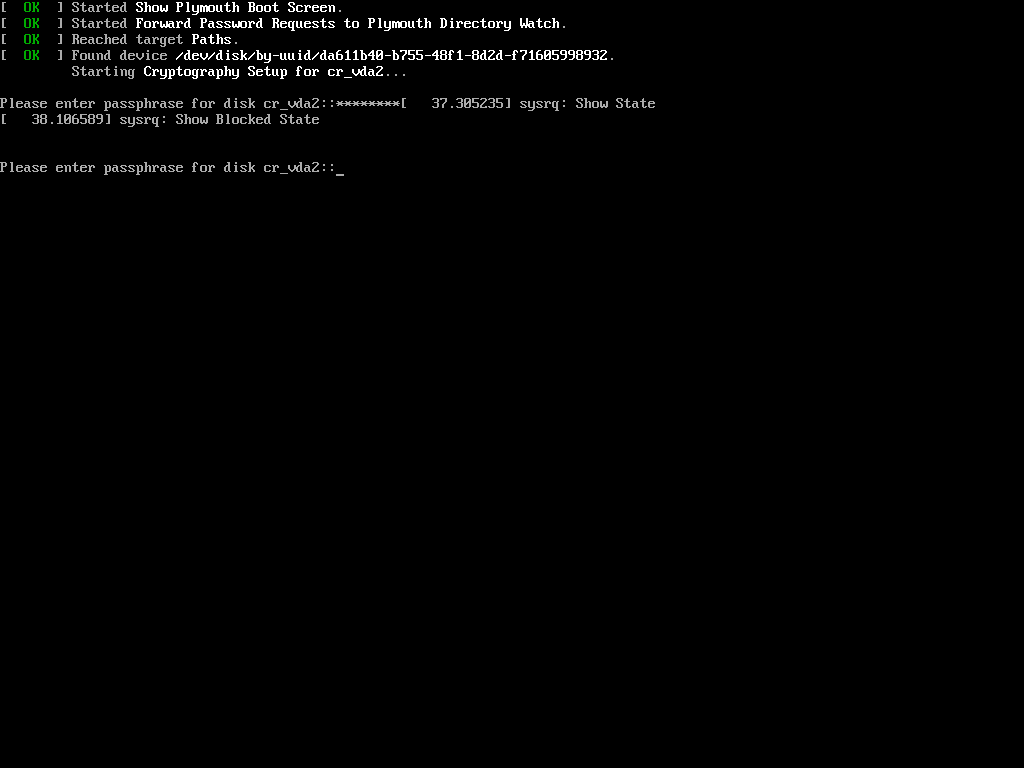 [  OK  ] Started Show Plymouth Boot Screen.
[  OK  ] Started Forward Password Requests to Plymouth Directory Watch.
[  OK  ] Reached target Paths.
[  OK  ] Found device /dev/disk/by-uuid/da611b40-b755-48f1-8d2d-f71605998932.
         Starting Cryptography Setup for cr_vda2...
Please enter passphrase for disk cr_vda2::********[   37.305235] sysrq: Show State
[   38.106589] sysrq: Show Blocked State
Please enter passphrase for disk cr_vda2::_